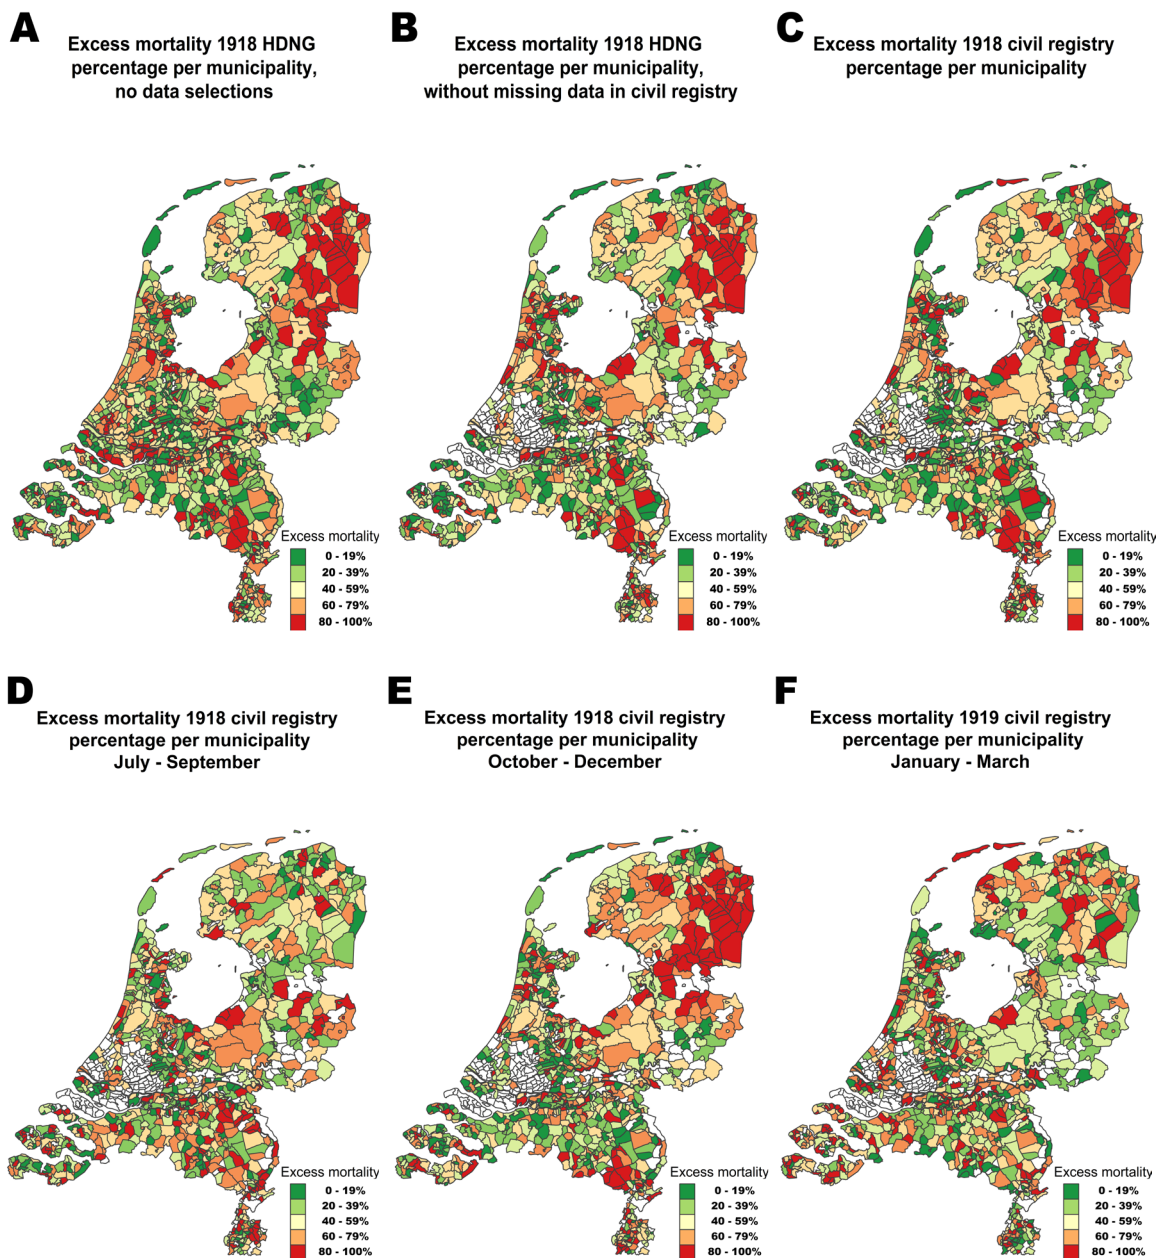 A
Excess mortality 1918 HDNG
percentage per municipality,
no data selections
B
Excess mortality 1918 HDNG
percentage per municipality,
without missing data in civil registry
C
Excess mortality 1918 civil registry
percentage per municipality
Excess mortality
0 - 19%
20 - 39%
40 - 59%
60 - 79%
80 - 100%
Excess mortality
0 - 19%
20 - 39%
40 - 59%
60 - 79%
80 - 100%
Excess mortality
0 - 19%
20 - 39%
40 - 59%
60 - 79%
80 - 100%
D
Excess mortality 1918 civil registry
percentage per municipality
July - September
E
Excess mortality 1918 civil registry
percentage per municipality
October - December
F
Excess mortality 1919 civil registry
percentage per municipality
January - March
Excess mortality
0 - 19%
20 - 39%
40 - 59%
60 - 79%
80 - 100%
Excess mortality
0 - 19%
20 - 39%
40 - 59%
60 - 79%
80 - 100%
Excess mortality
0 - 19%
20 - 39%
40 - 59%
60 - 79%
80 - 100%